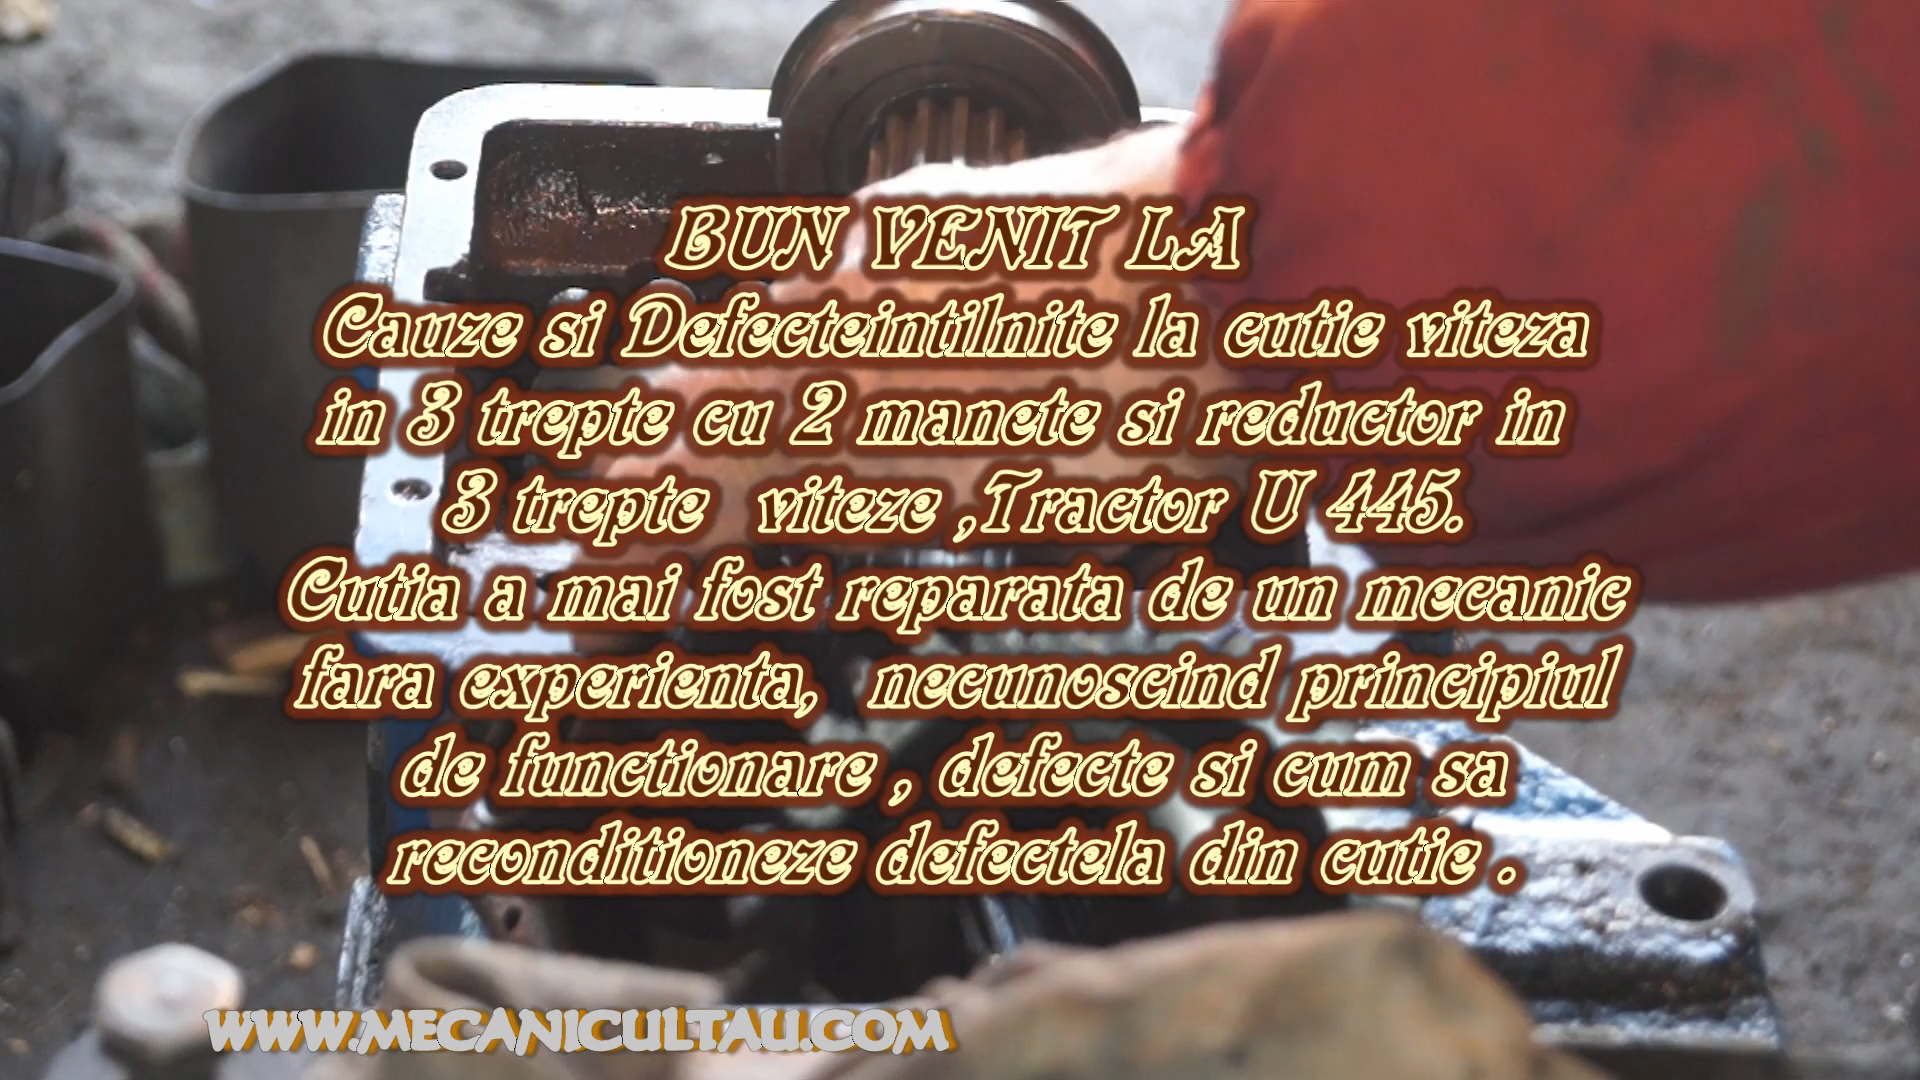 BUN VENIT LA
Cauze si Defecteintilnite la cutie viteza
in 3 trepte cu 2 manete si reductor in
3 trepte viteze ,Tractor U 445.
Cutia a mai fost reparata de un mecanic
fara experienta, necunoscind principiul
de functionare , defecte si cum sa
reconditioneze defectela din cutie .
WWW.MECANICULTAU.COM